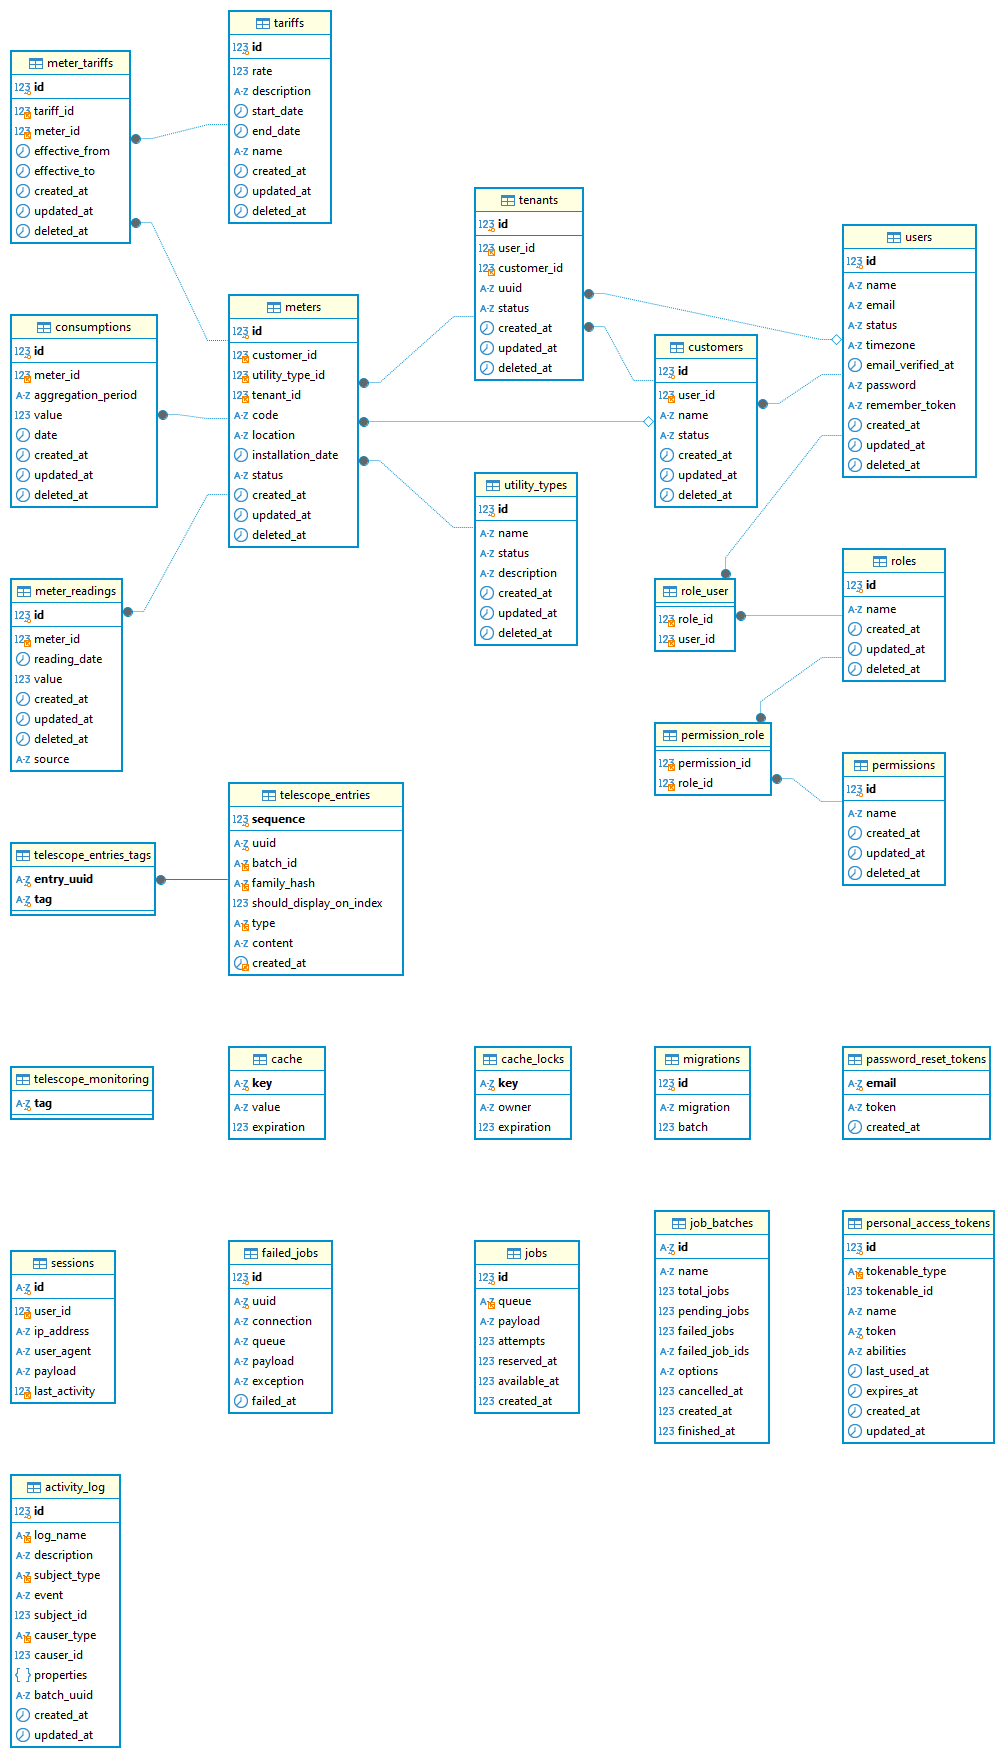 tariffs
123 id
123 rate
A-Z description
start_date
end_date
A-Z name
created_at
updated_at
deleted_at
meter_tariffs
123 id
123 tariff_id
123 meter_id
effective_from
effective_to
created_at
updated_at
deleted_at
tenants
123 id
123 user_id
123 customer_id
A-Z uuid
A-Z status
created_at
updated_at
deleted_at
users
123 id
A-Z name
A-Z email
A-Z status
A-Z timezone
email_verified_at
A-Z password
A-Z remember_token
created_at
updated_at
deleted_at
meters
123 id
123 customer_id
123 utility_type_id
123 tenant_id
A-Z code
A-Z location
installation_date
A-Z status
created_at
updated_at
deleted_at
consumptions
123 id
123 meter_id
A-Z aggregation_period
123 value
date
created_at
updated_at
deleted_at
customers
123 id
123 user_id
A-Z name
A-Z status
created_at
updated_at
deleted_at
utility_types
123 id
A-Z name
A-Z status
A-Z description
created_at
updated_at
deleted_at
meter_readings
123 id
123 meter_id
reading_date
123 value
created_at
updated_at
deleted_at
A-Z source
role_user
123 role_id
123 user_id
roles
123 id
A-Z name
created_at
updated_at
deleted_at
permission_role
123 permission_id
123 role_id
permissions
123 id
A-Z name
created_at
updated_at
deleted_at
telescope_entries
123 sequence
A-Z uuid
A-Z batch_id
A-Z family_hash
123 should_display_on_index
A-Z type
A-Z content
created_at
telescope_entries_tags
A-Z entry_uuid
A-Z tag
telescope_monitoring
A-Z tag
cache
A-Z key
A-Z value
123 expiration
cache_locks
A-Z key
A-Z owner
123 expiration
migrations
123 id
A-Z migration
123 batch
password_reset_tokens
A-Z email
A-Z token
created_at
sessions
A-Z id
123 user_id
A-Z ip_address
A-Z user_agent
A-Z payload
123 last_activity
failed_jobs
123 id
A-Z uuid
A-Z connection
A-Z queue
A-Z payload
A-Z exception
failed_at
jobs
123 id
A-Z queue
A-Z payload
123 attempts
123 reserved_at
123 available_at
123 created_at
job_batches
A-Z id
A-Z name
123 total_jobs
123 pending_jobs
123 failed_jobs
A-Z failed_job_ids
A-Z options
123 cancelled_at
123 created_at
123 finished_at
personal_access_tokens
123 id
A-Z tokenable_type
123 tokenable_id
A-Z name
A-Z token
A-Z abilities
last_used_at
expires_at
created_at
updated_at
activity_log
123 id
A-Z log_name
A-Z description
A-Z subject_type
A-Z event
123 subject_id
A-Z causer_type
123 causer_id
{ } properties
A-Z batch_uuid
created_at
updated_at